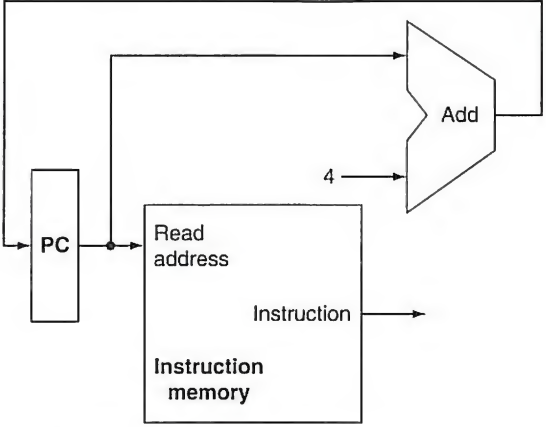 Add
4
PC
Read
address
Instruction
Instruction
memory